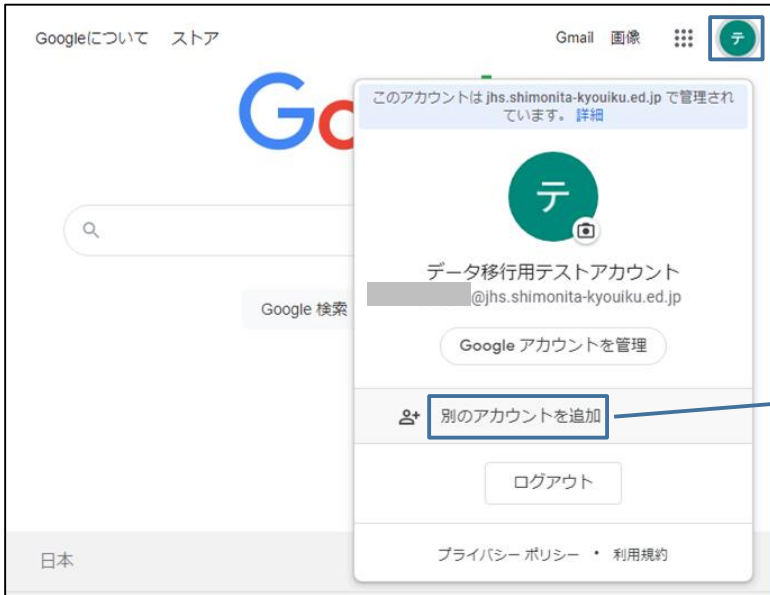 Googleについて ストア Gmail 画像 テ
Go
このアカウントは jhs.shimonita-kyouiku.ed.jp で管理され
ています。 詳細
テ
データ移行用テストアカウント
@jhs.shimonita-kyouiku.ed.jp
Google 検索
Google アカウントを管理
別のアカウントを追加
ログアウト
日本
プライバシー ポリシー • 利用規約